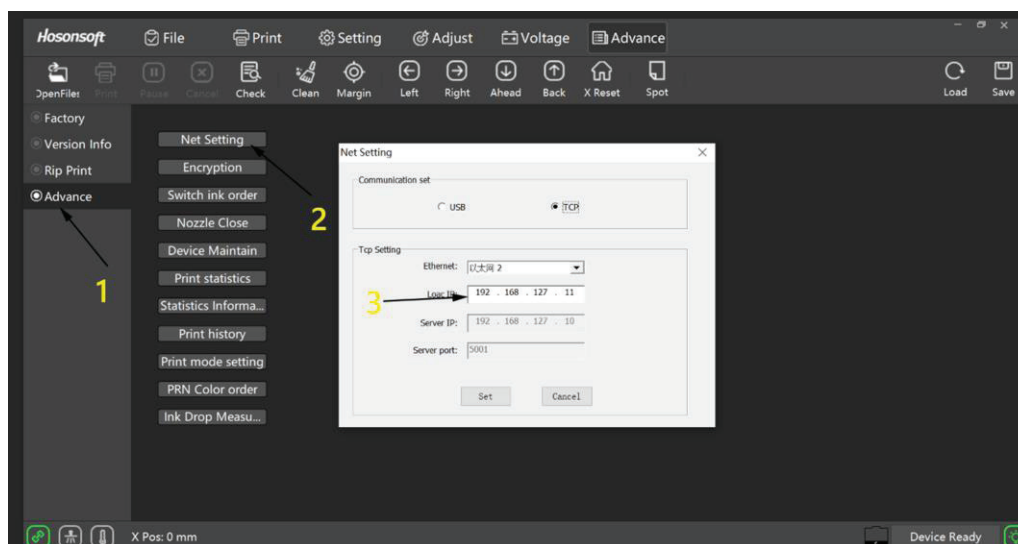 Hosonsoft File Print Setting Adjust Voltage Advance
OpenFiles Print Pause Cancel Check Clean Margin Left Right Ahead Back X Reset Spot Load Save
Factory
Version Info
Rip Print
Advance
1
Net Setting
Encryption
Switch ink order
Nozzle Close
Device Maintain
Print statistics
Statistics Informa...
Print history
Print mode setting
PRN Color order
Ink Drop Measu...
2
Net Setting
Communication set
USB TCP
Tcp Setting
Ethernet: 以太网 2
3
Loac IP: 192 . 168 . 127 . 11
Server IP: 192 . 168 . 127 . 10
Server port: 5001
Set Cancel
X Pos: 0 mm
Device Ready